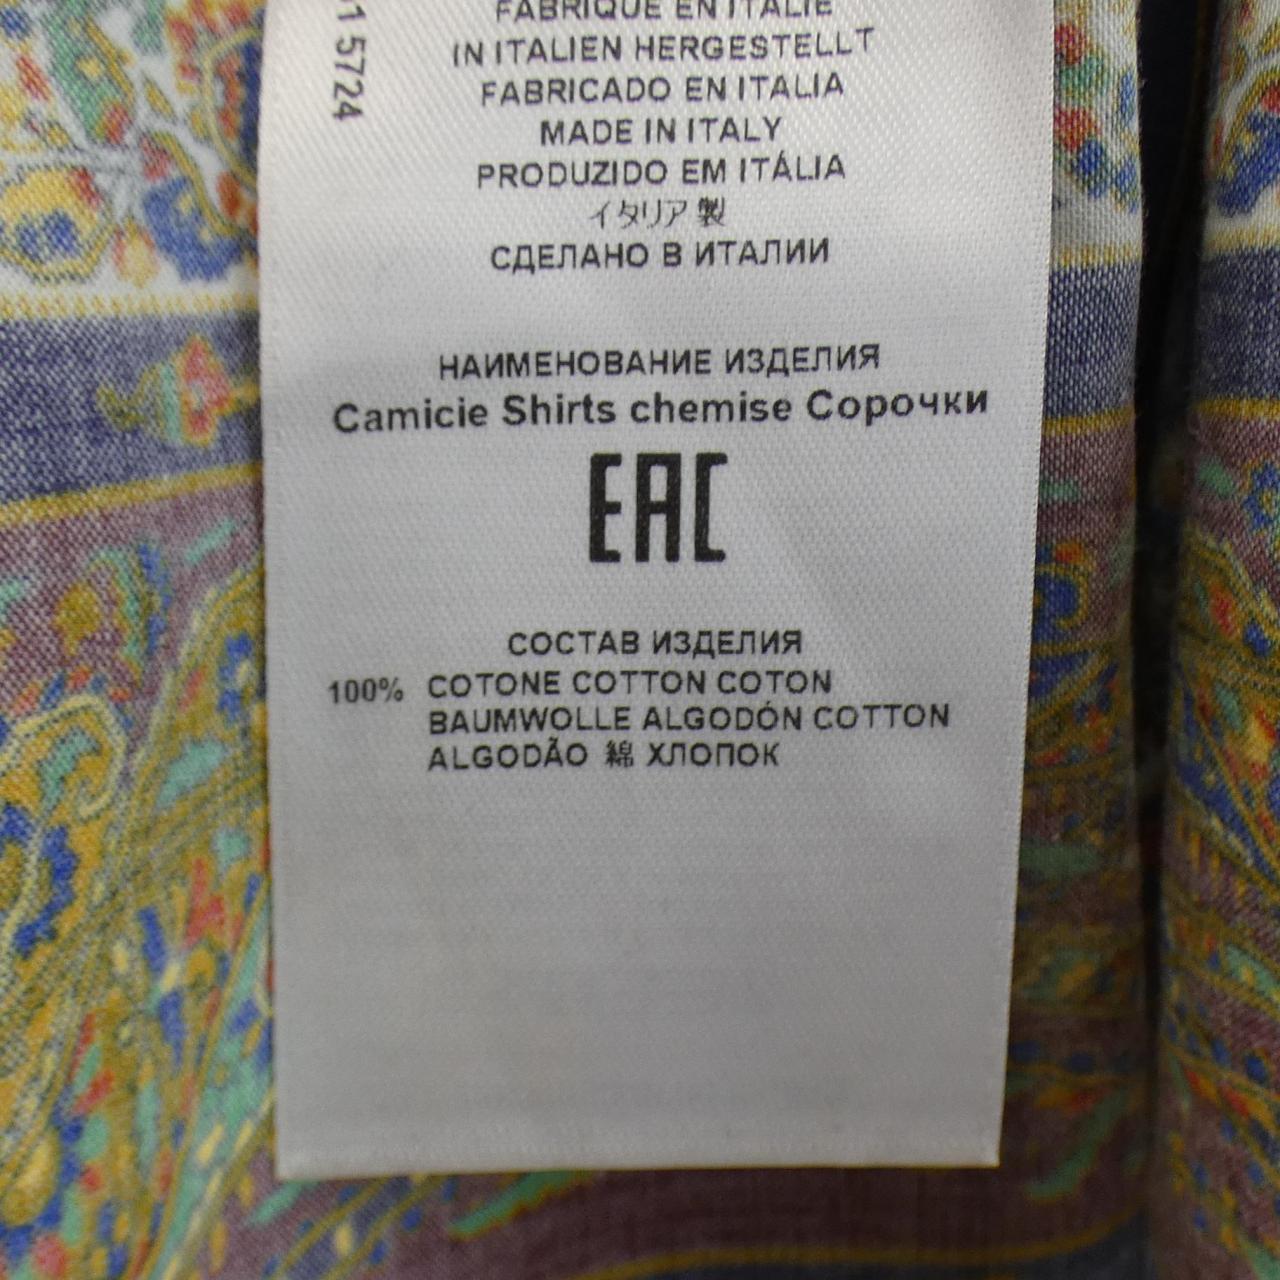 FABRIQUÉ EN ITALIE
IN ITALIEN HERGESTELLT
FABRICADO EN ITALIA
MADE IN ITALY
PRODUZIDO EM ITÁLIA
イタリア製
СДЕЛАНО В ИТАЛИИ
5724
НАИМЕНОВАНИЕ ИЗДЕЛИЯ
Camicie Shirts chemise Сорочки
EAC
СОСТАВ ИЗДЕЛИЯ
100% COTONE COTTON COTON
BAUMWOLLE ALGODÓN COTTON
ALGODÃO 綿 ХЛОПОК